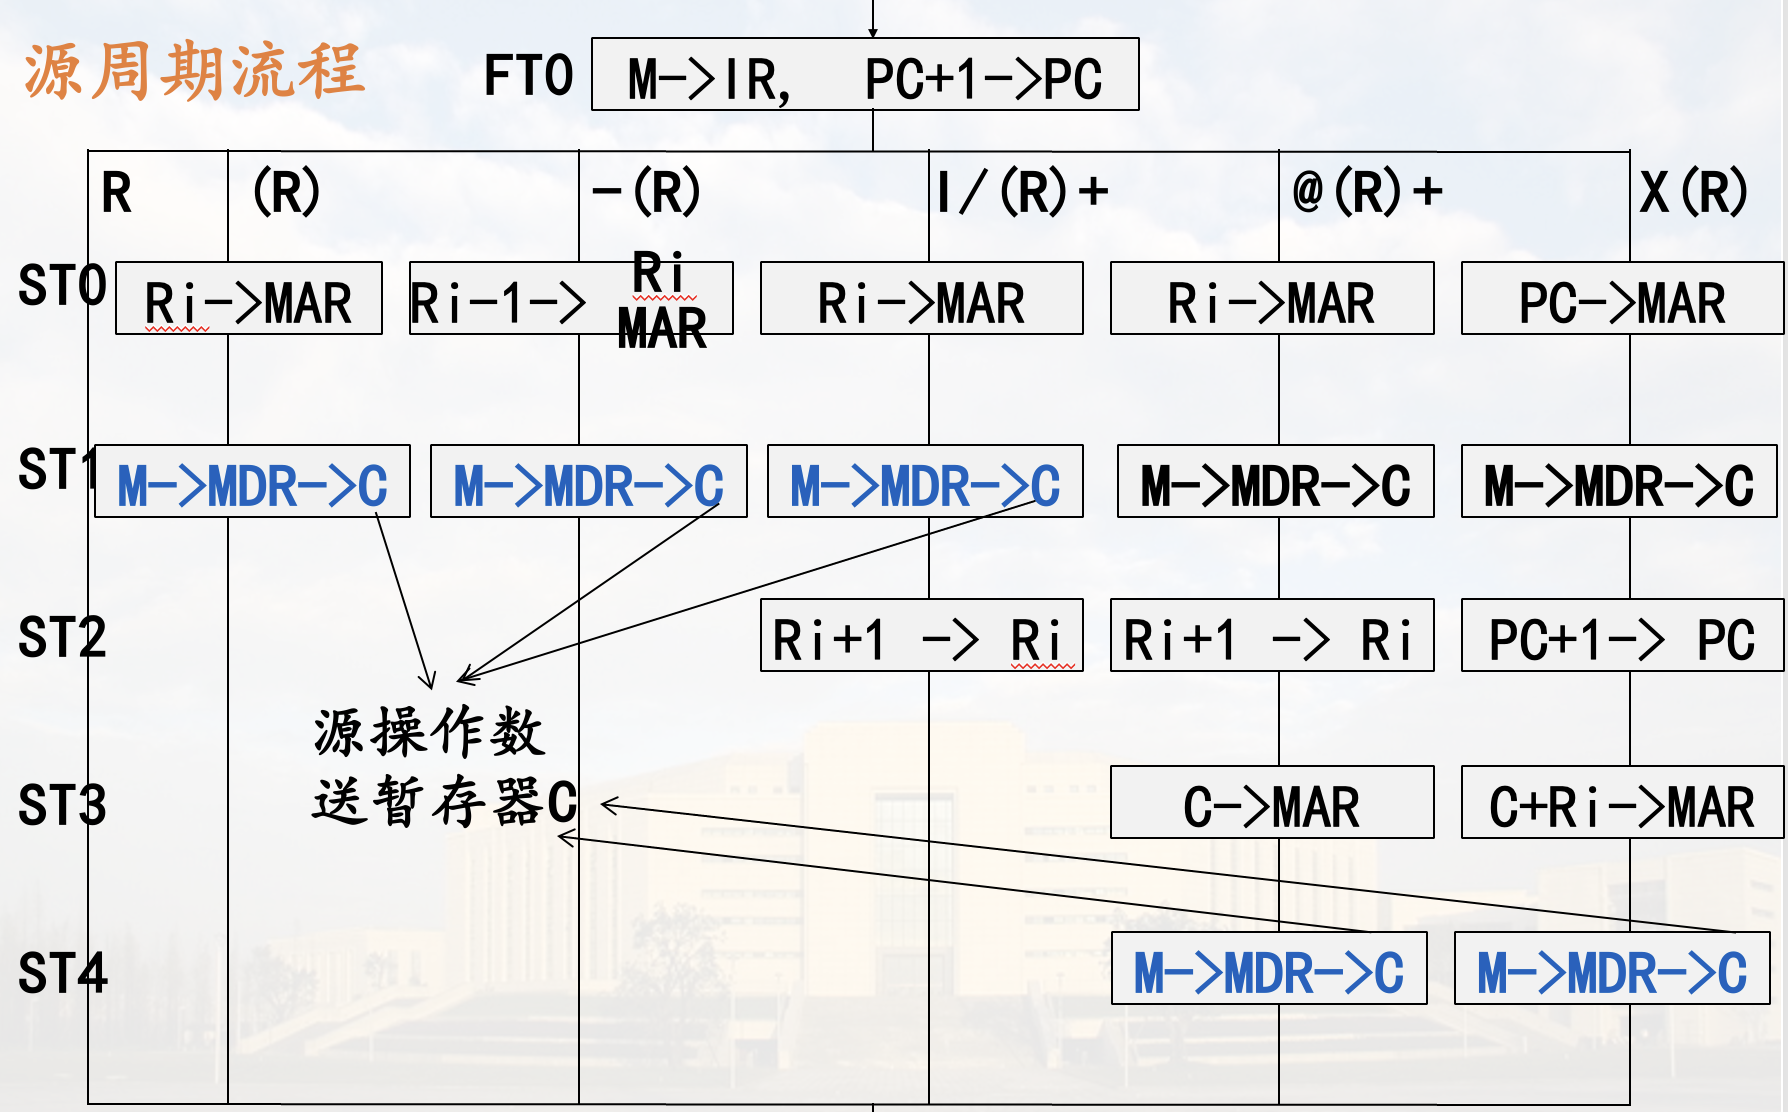 源周期流程
FT0 M->IR, PC+1->PC
R (R) -(R) I/(R)+ @(R)+ X(R)
ST0 Ri->MAR Ri-1-> Ri MAR Ri->MAR Ri->MAR PC->MAR
ST1 M->MDR->C M->MDR->C M->MDR->C M->MDR->C M->MDR->C
ST2 Ri+1 -> Ri Ri+1 -> Ri PC+1-> PC
源操作数
送暂存器C
ST3 C->MAR C+Ri->MAR
ST4 M->MDR->C M->MDR->C